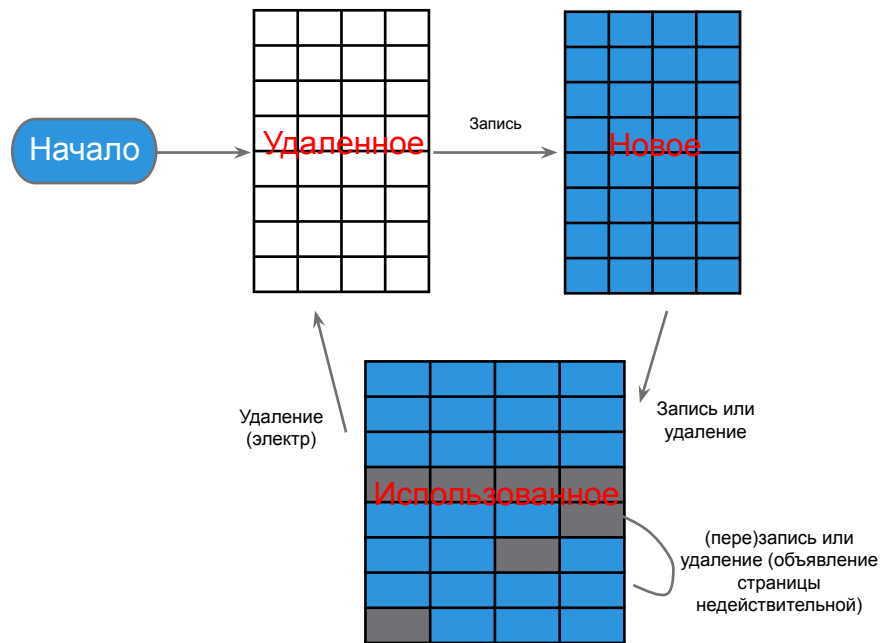 Начало
Удаленное
Запись
Новое
Удаление
(электр)
Запись или
удаление
Использованное
(пере)запись или
удаление (объявление
страницы
недействительной)